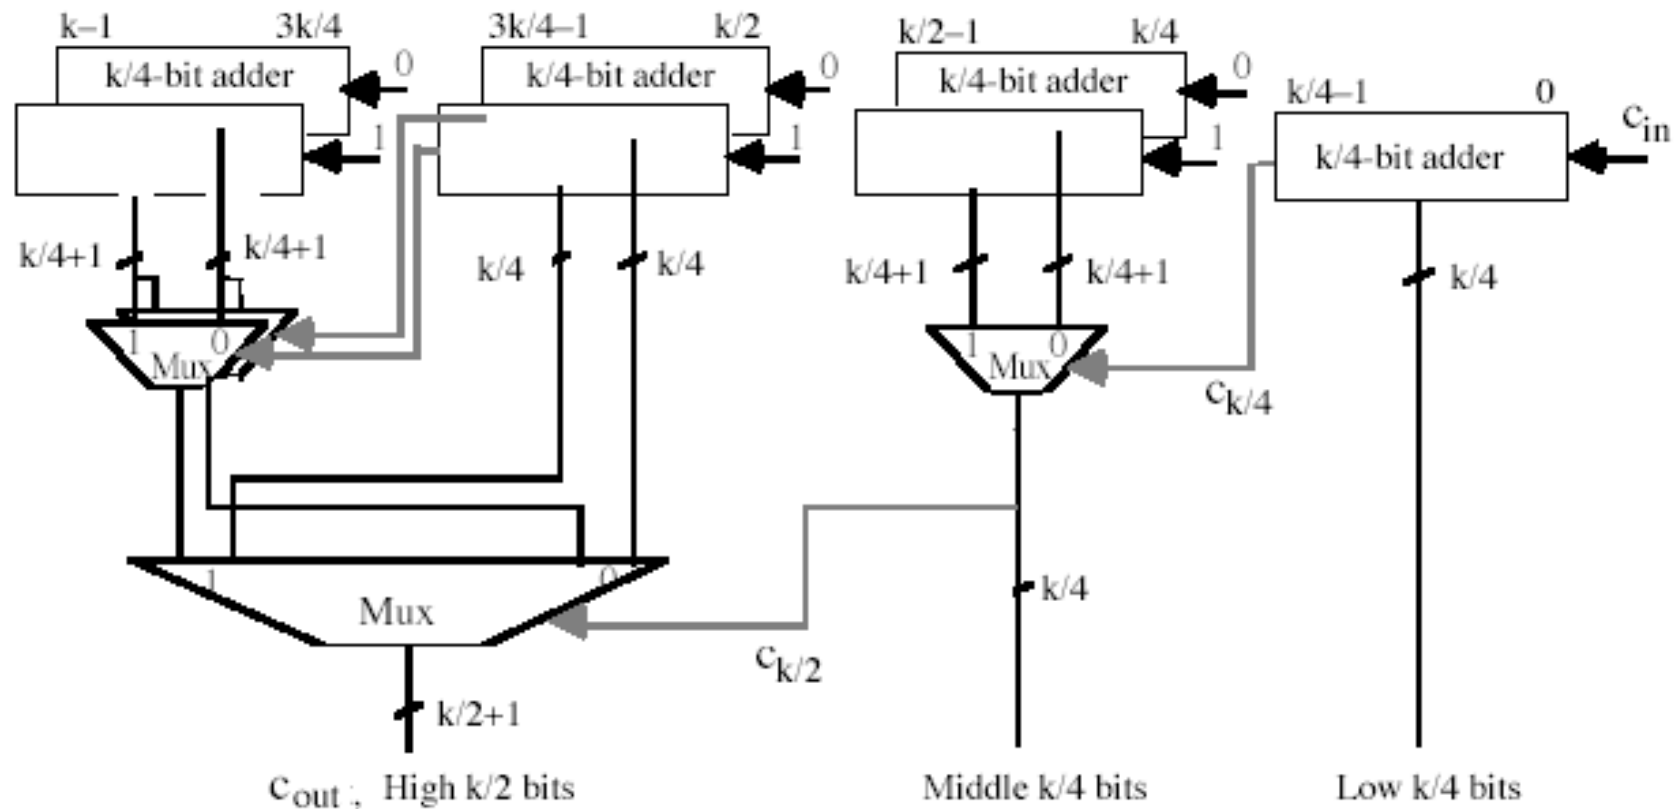 k–1 3k/4 3k/4–1 k/2 k/2–1 k/4
k/4-bit adder 0 k/4-bit adder 0 k/4-bit adder 0
k/4–1 0 c_in
1 1 1 k/4-bit adder
k/4+1 k/4+1 k/4 k/4 k/4+1 k/4+1 k/4
1 0 1 0
Mux Mux
c_k/4
1 0
Mux k/4
c_k/2
k/2+1
c_out :, High k/2 bits Middle k/4 bits Low k/4 bits